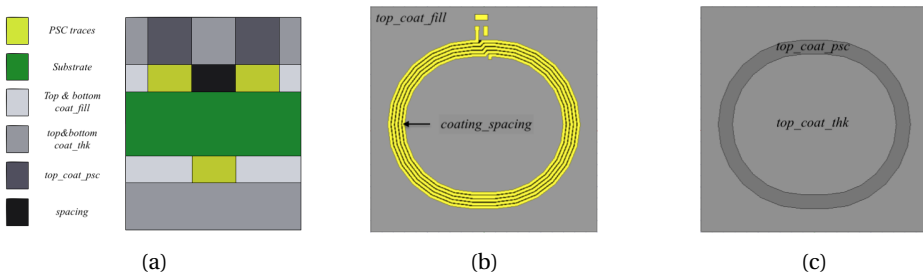 PSC traces
Substrate
Top & bottom
coat_fill
top&bottom
coat_thk
top_coat_psc
spacing
(a)
top_coat_fill
coating_spacing
(b)
top_coat_psc
top_coat_thk
(c)